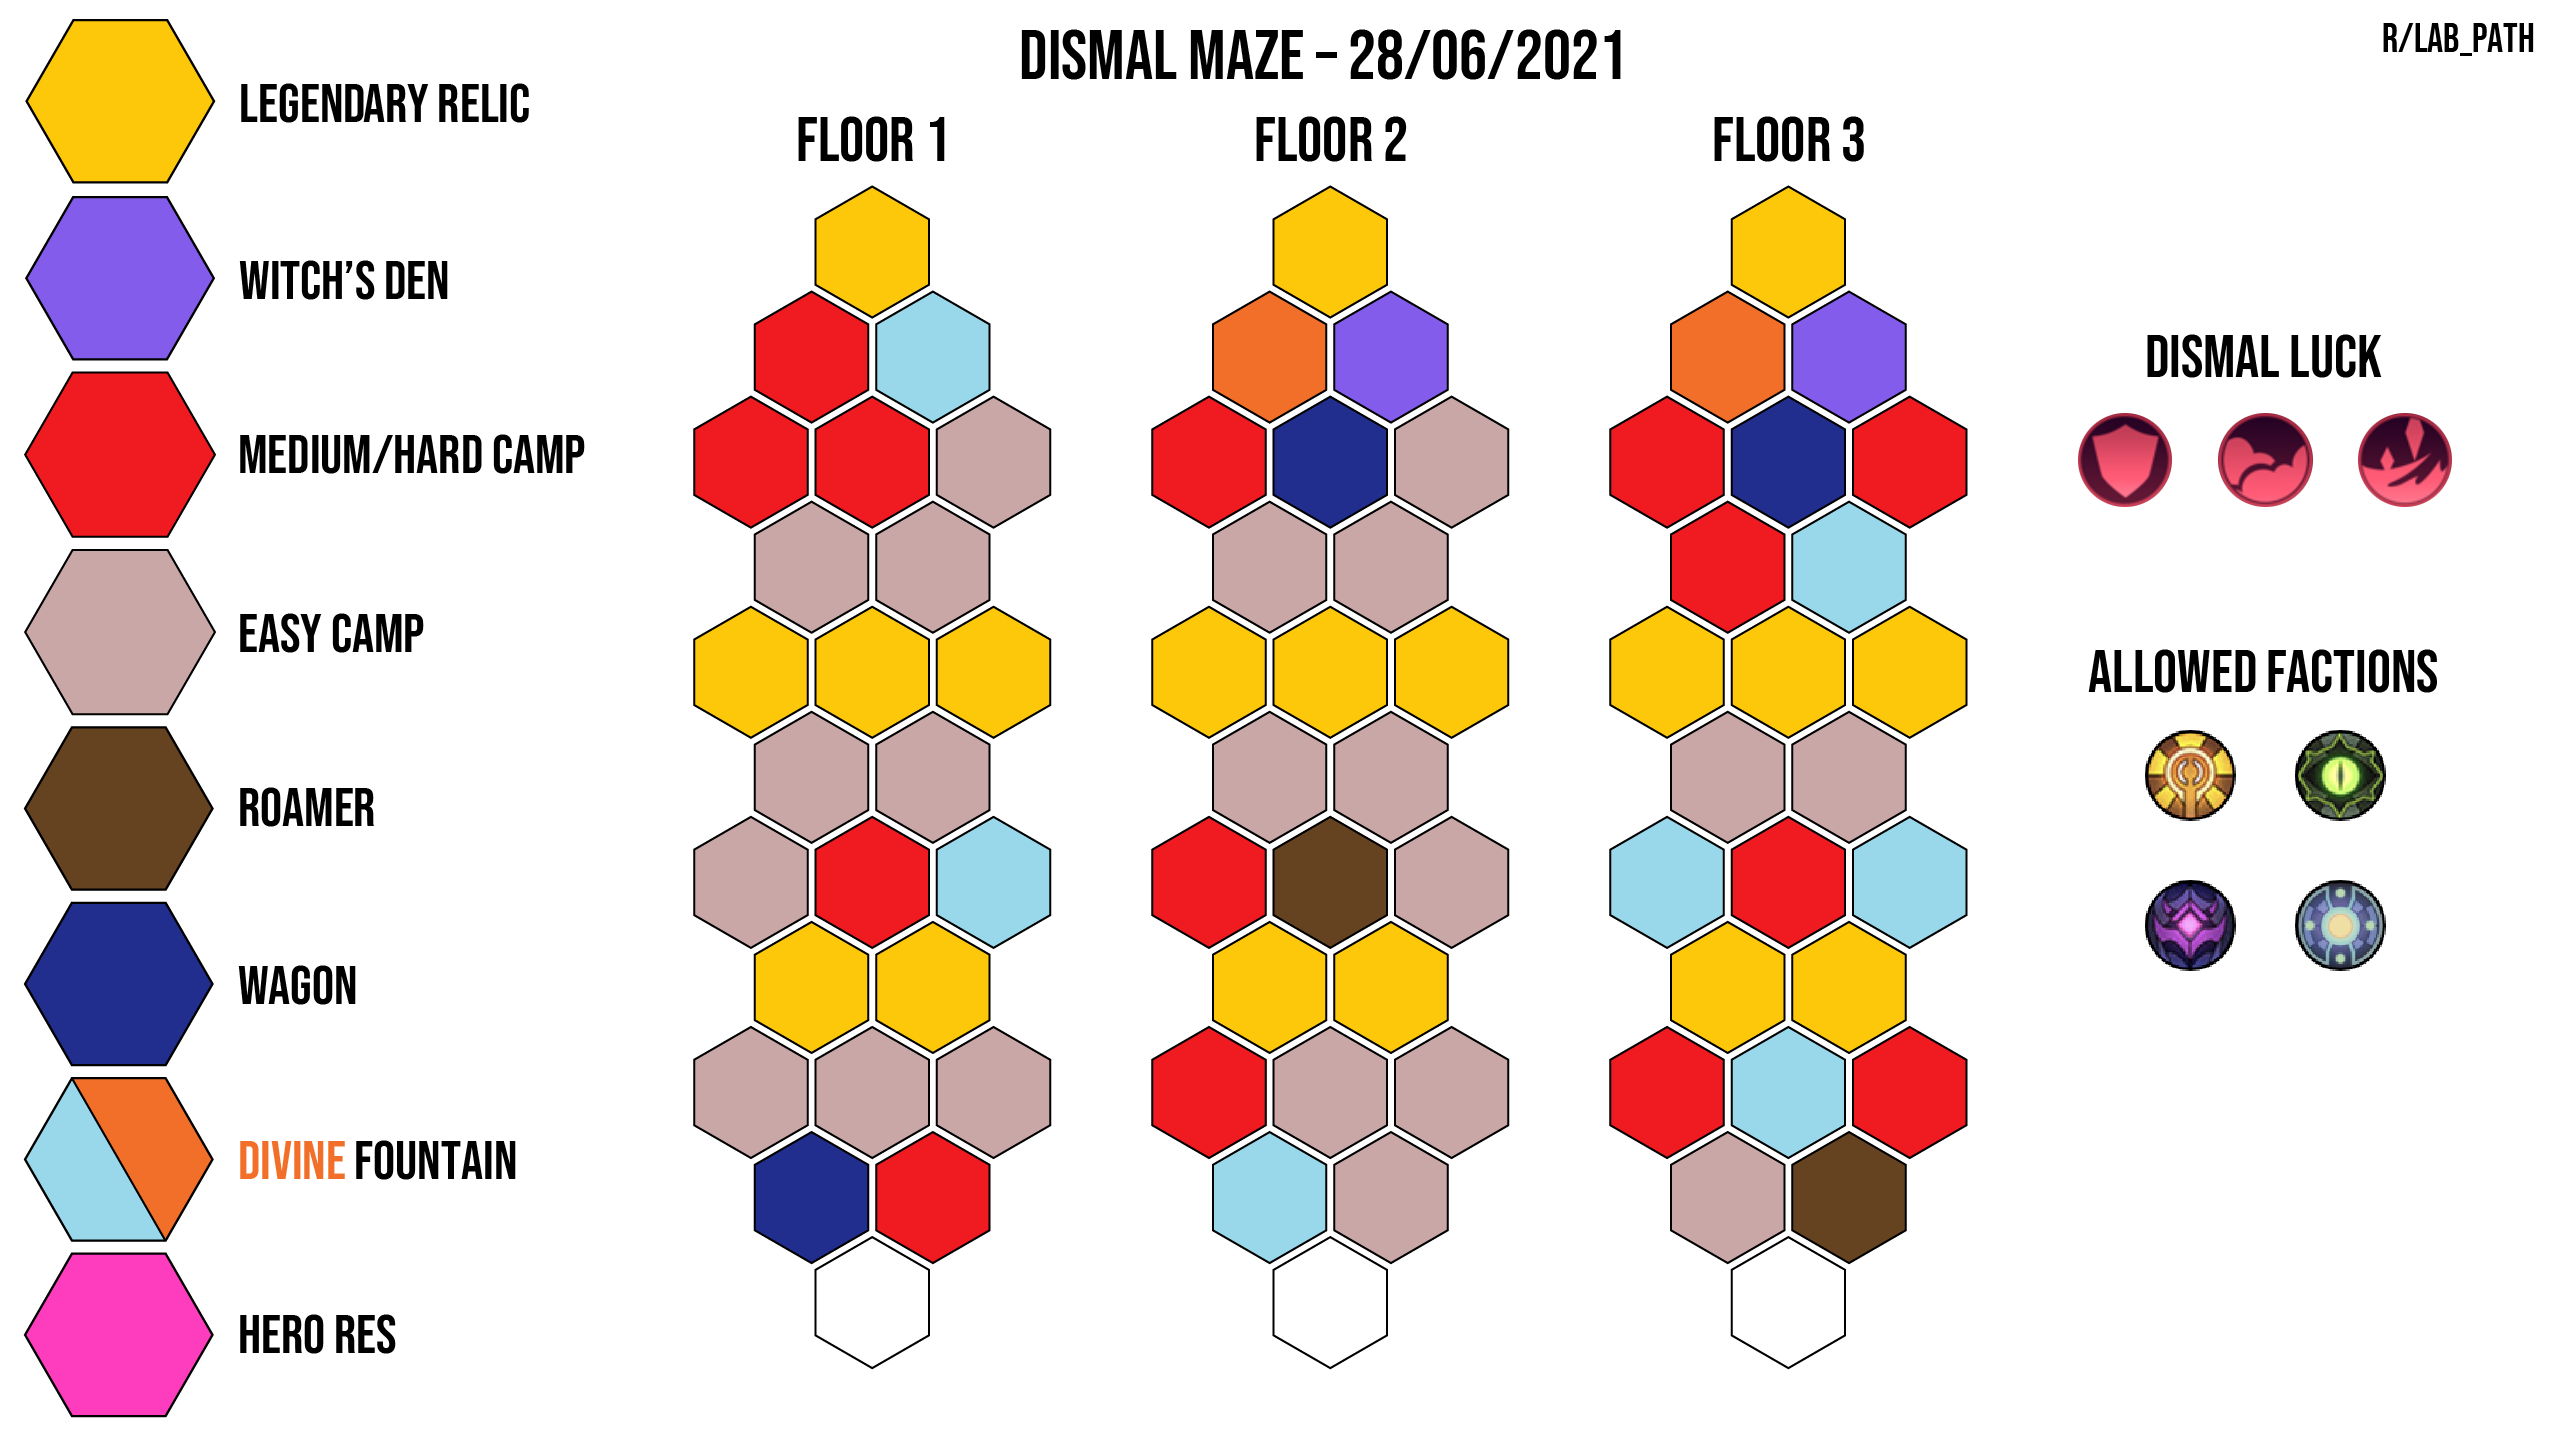 DISMAL MAZE – 28/06/2021
R/LAB_PATH
LEGENDARY RELIC
WITCH'S DEN
MEDIUM/HARD CAMP
EASY CAMP
ROAMER
WAGON
DIVINE FOUNTAIN
HERO RES
FLOOR 1
FLOOR 2
FLOOR 3
DISMAL LUCK
ALLOWED FACTIONS